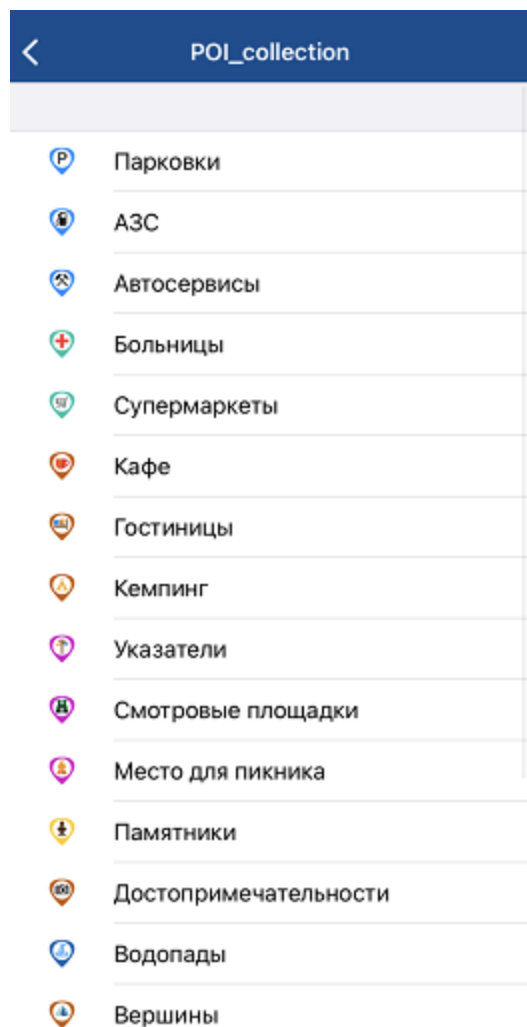 POI_collection
Парковки
АЗС
Автосервисы
Больницы
Супермаркеты
Кафе
Гостиницы
Кемпинг
Указатели
Смотровые площадки
Место для пикника
Памятники
Достопримечательности
Водопады
Вершины